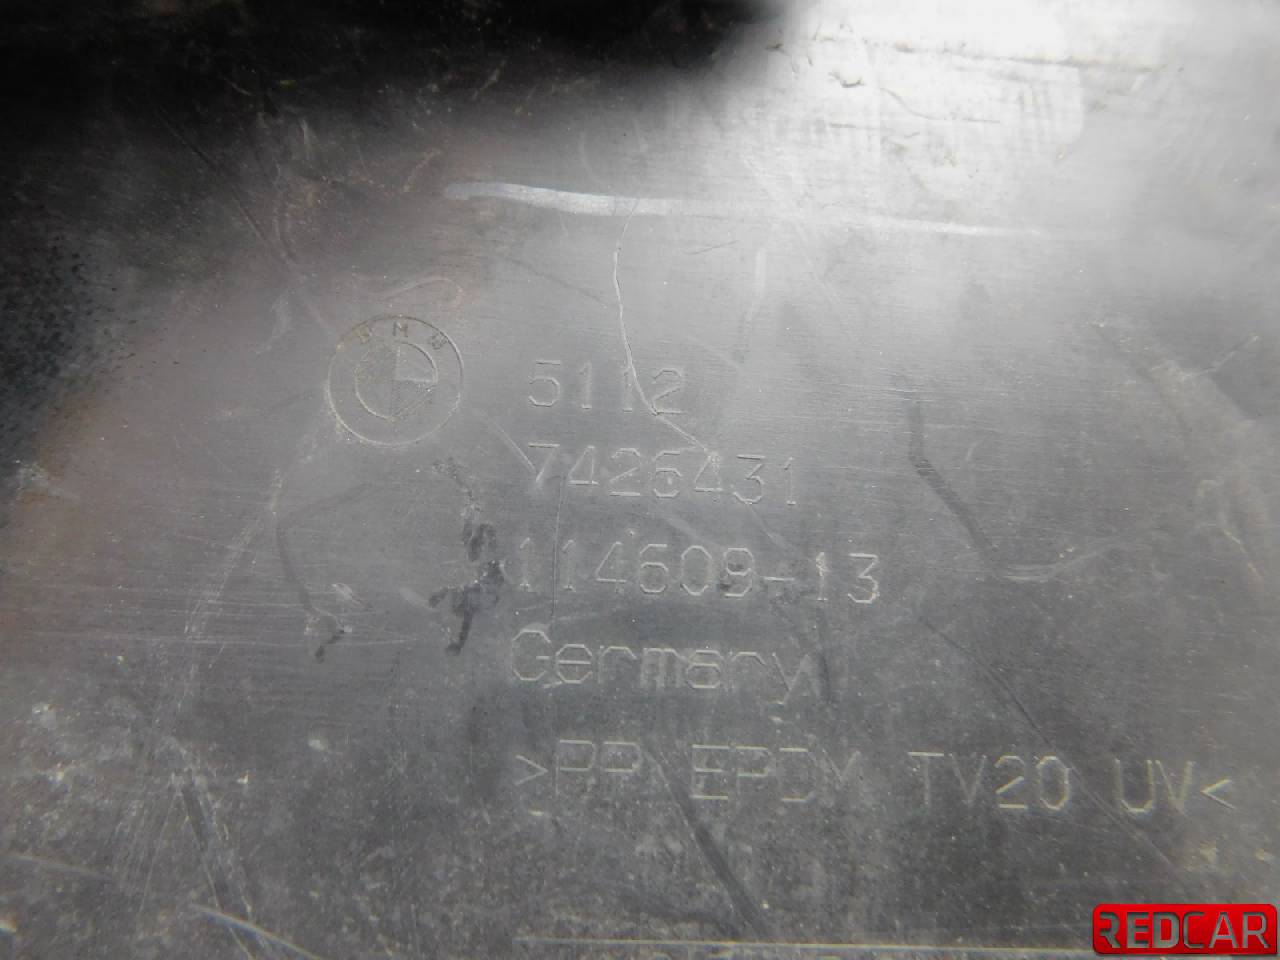 BMW
5112
7426431
114609-13
Germany
>PP\EPDM TV20 UV<
REDCAR